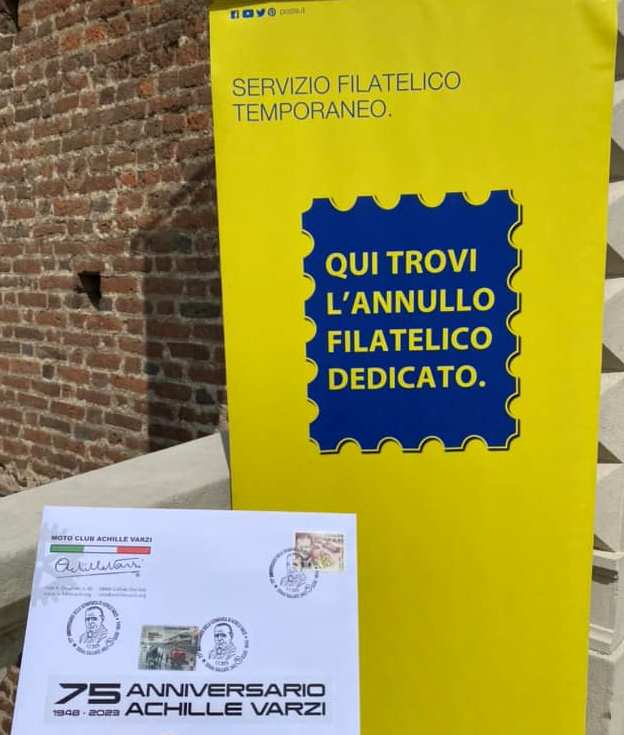 poste.it
SERVIZIO FILATELICO
TEMPORANEO.
QUI TROVI
L'ANNULLO
FILATELICO
DEDICATO.
MOTO CLUB ACHILLE VARZI
75 ANNIVERSARIO
1948 - 2023 ACHILLE VARZI